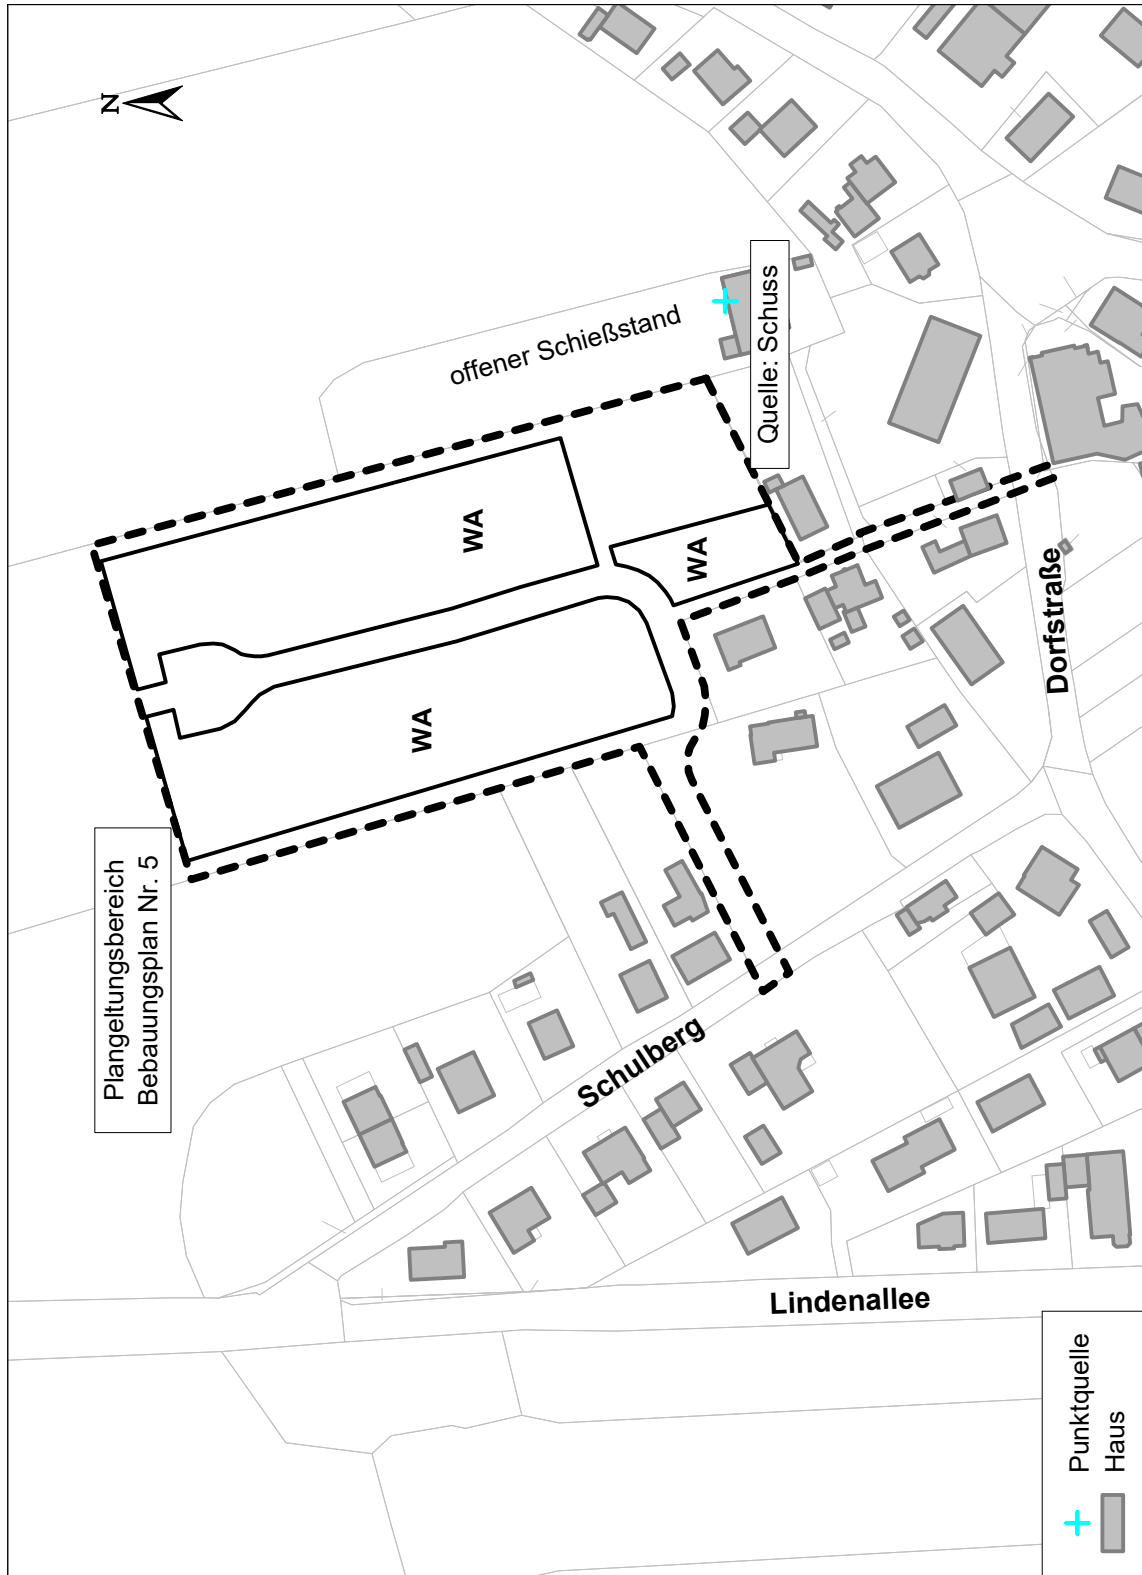 N
Plangeltungsbereich
Bebauungsplan Nr. 5
WA
WA
WA
offener Schießstand
Quelle: Schuss
Schulberg
Dorfstraße
Lindenallee
Punktquelle
Haus